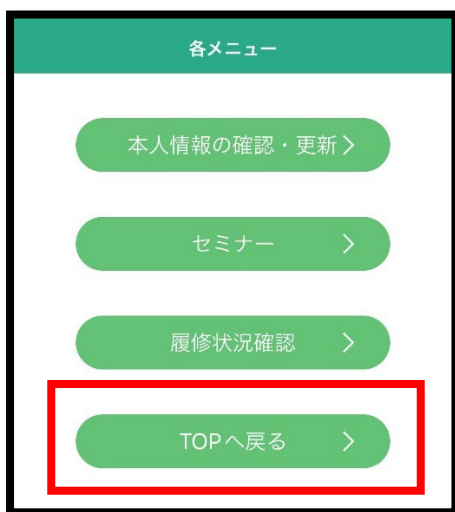 各メニュー
本人情報の確認・更新
セミナー
履修状況確認
TOPへ戻る